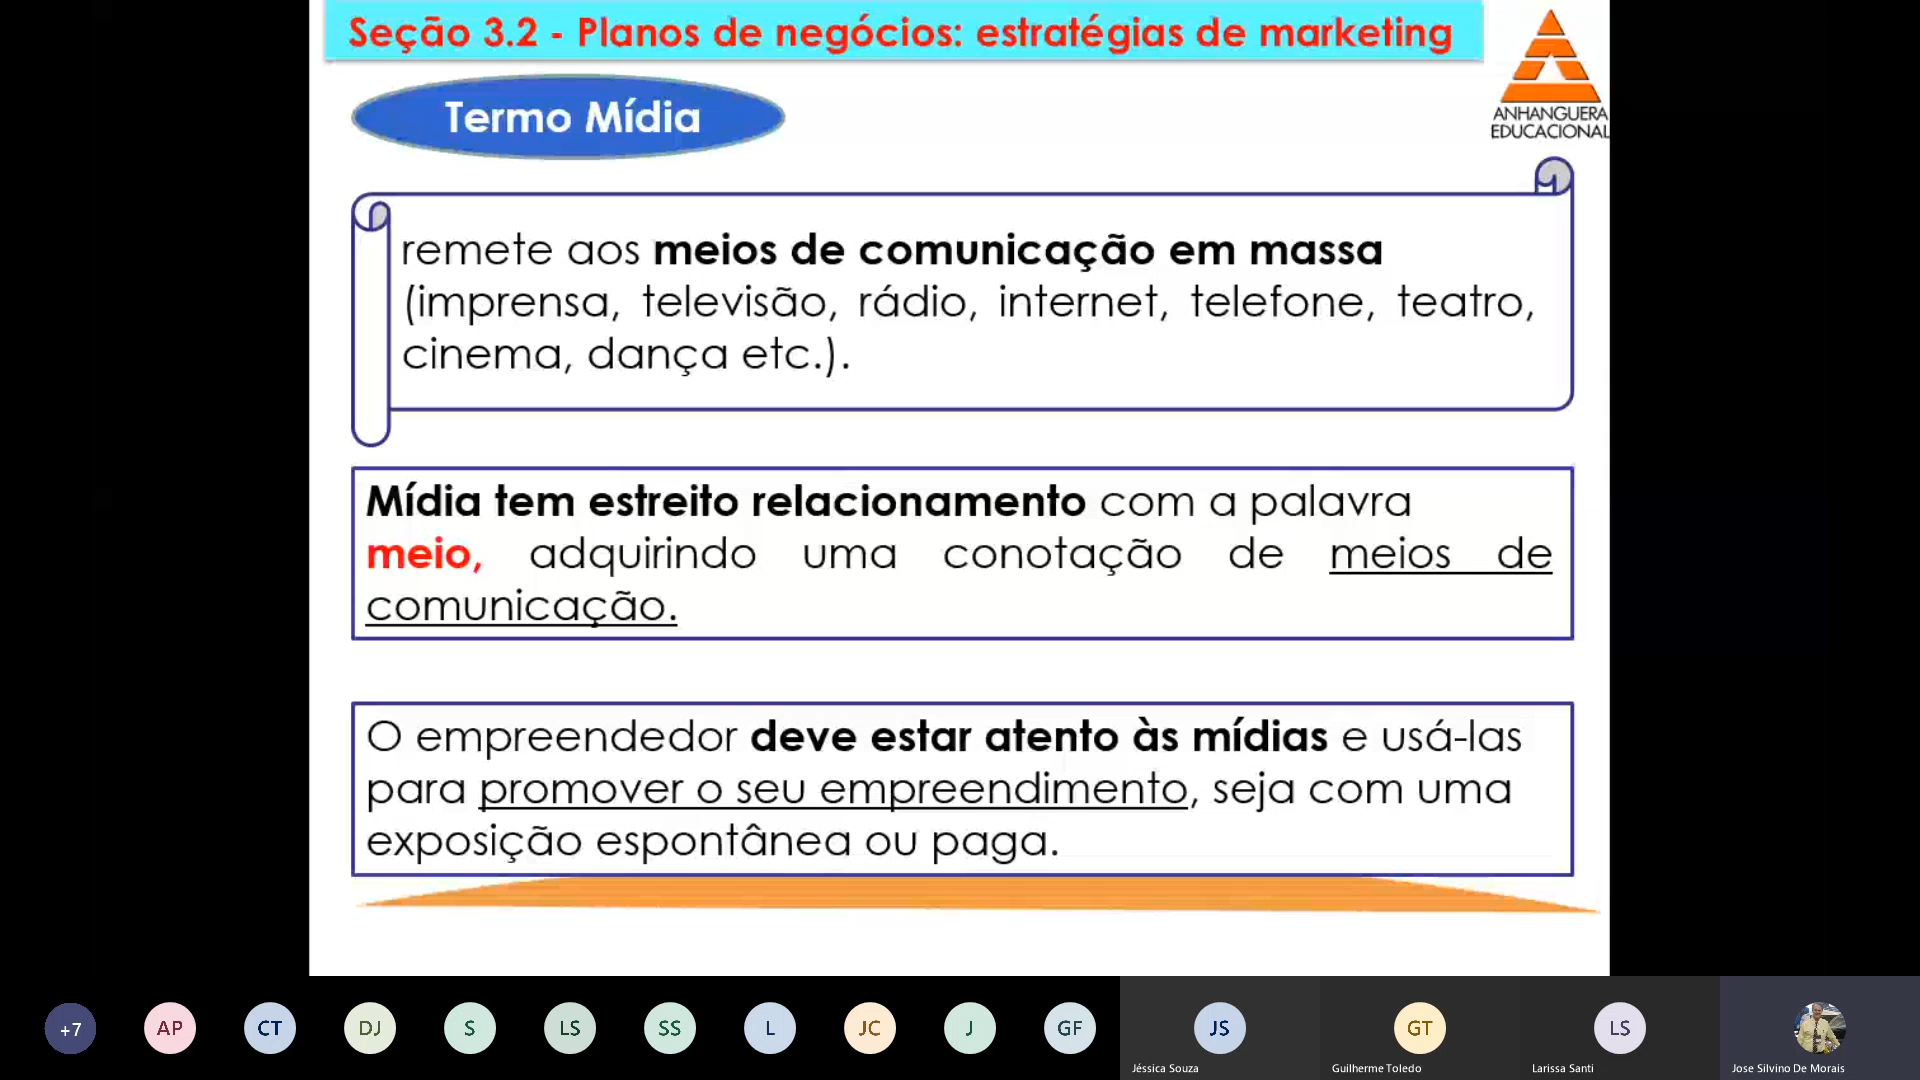 Seção 3.2 - Planos de negócios: estratégias de marketing
Termo Mídia
ANHANGUERA
EDUCACIONAL
remete aos meios de comunicação em massa
(imprensa, televisão, rádio, internet, telefone, teatro,
cinema, dança etc.).
Mídia tem estreito relacionamento com a palavra
meio, adquirindo uma conotação de meios de
comunicação.
O empreendedor deve estar atento às mídias e usá-las
para promover o seu empreendimento, seja com uma
exposição espontânea ou paga.
+7 AP CT DJ S LS SS L JC J GF JS GT LS
Jéssica Souza Guilherme Toledo Larissa Santi Jose Silvino De Morais